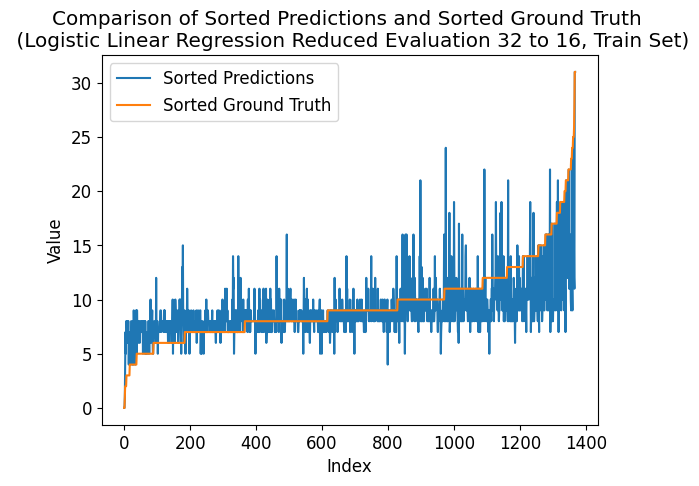 Comparison of Sorted Predictions and Sorted Ground Truth
(Logistic Linear Regression Reduced Evaluation 32 to 16, Train Set)
Sorted Predictions
Sorted Ground Truth
30
25
20
15
10
5
0
Value
0 200 400 600 800 1000 1200 1400
Index